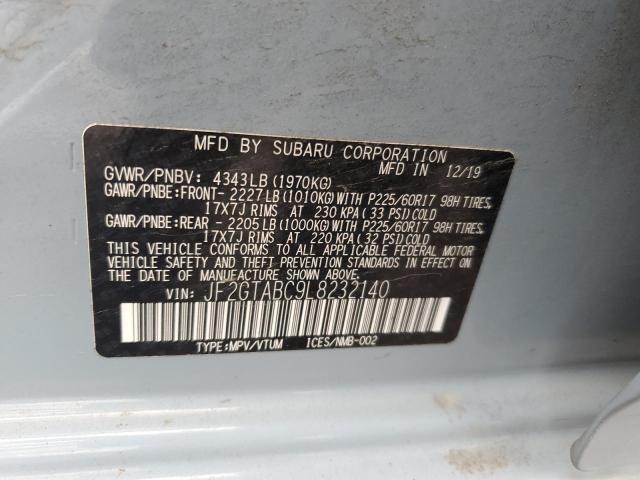 MFD BY SUBARU CORPORATION
MFD IN 12/19
GVWR/PNBV: 4343LB (1970KG)
GAWR/PNBE:FRONT- 2227LB (1010KG) WITH P225/60R17 98H TIRES,
17X7J RIMS AT 230 KPA (33 PSI) COLD
GAWR/PNBE:REAR - 2205LB (1000KG) WITH P225/60R17 98H TIRES,
17X7J RIMS AT 220 KPA (32 PSI) COLD
THIS VEHICLE CONFORMS TO ALL APPLICABLE FEDERAL MOTOR
VEHICLE SAFETY AND THEFT PREVENTION STANDARDS IN EFFECT ON
THE DATE OF MANUFACTURE SHOWN ABOVE.
VIN: JF2GTABC9L8232140
TYPE:MPV/VTUM ICES/NMB-002